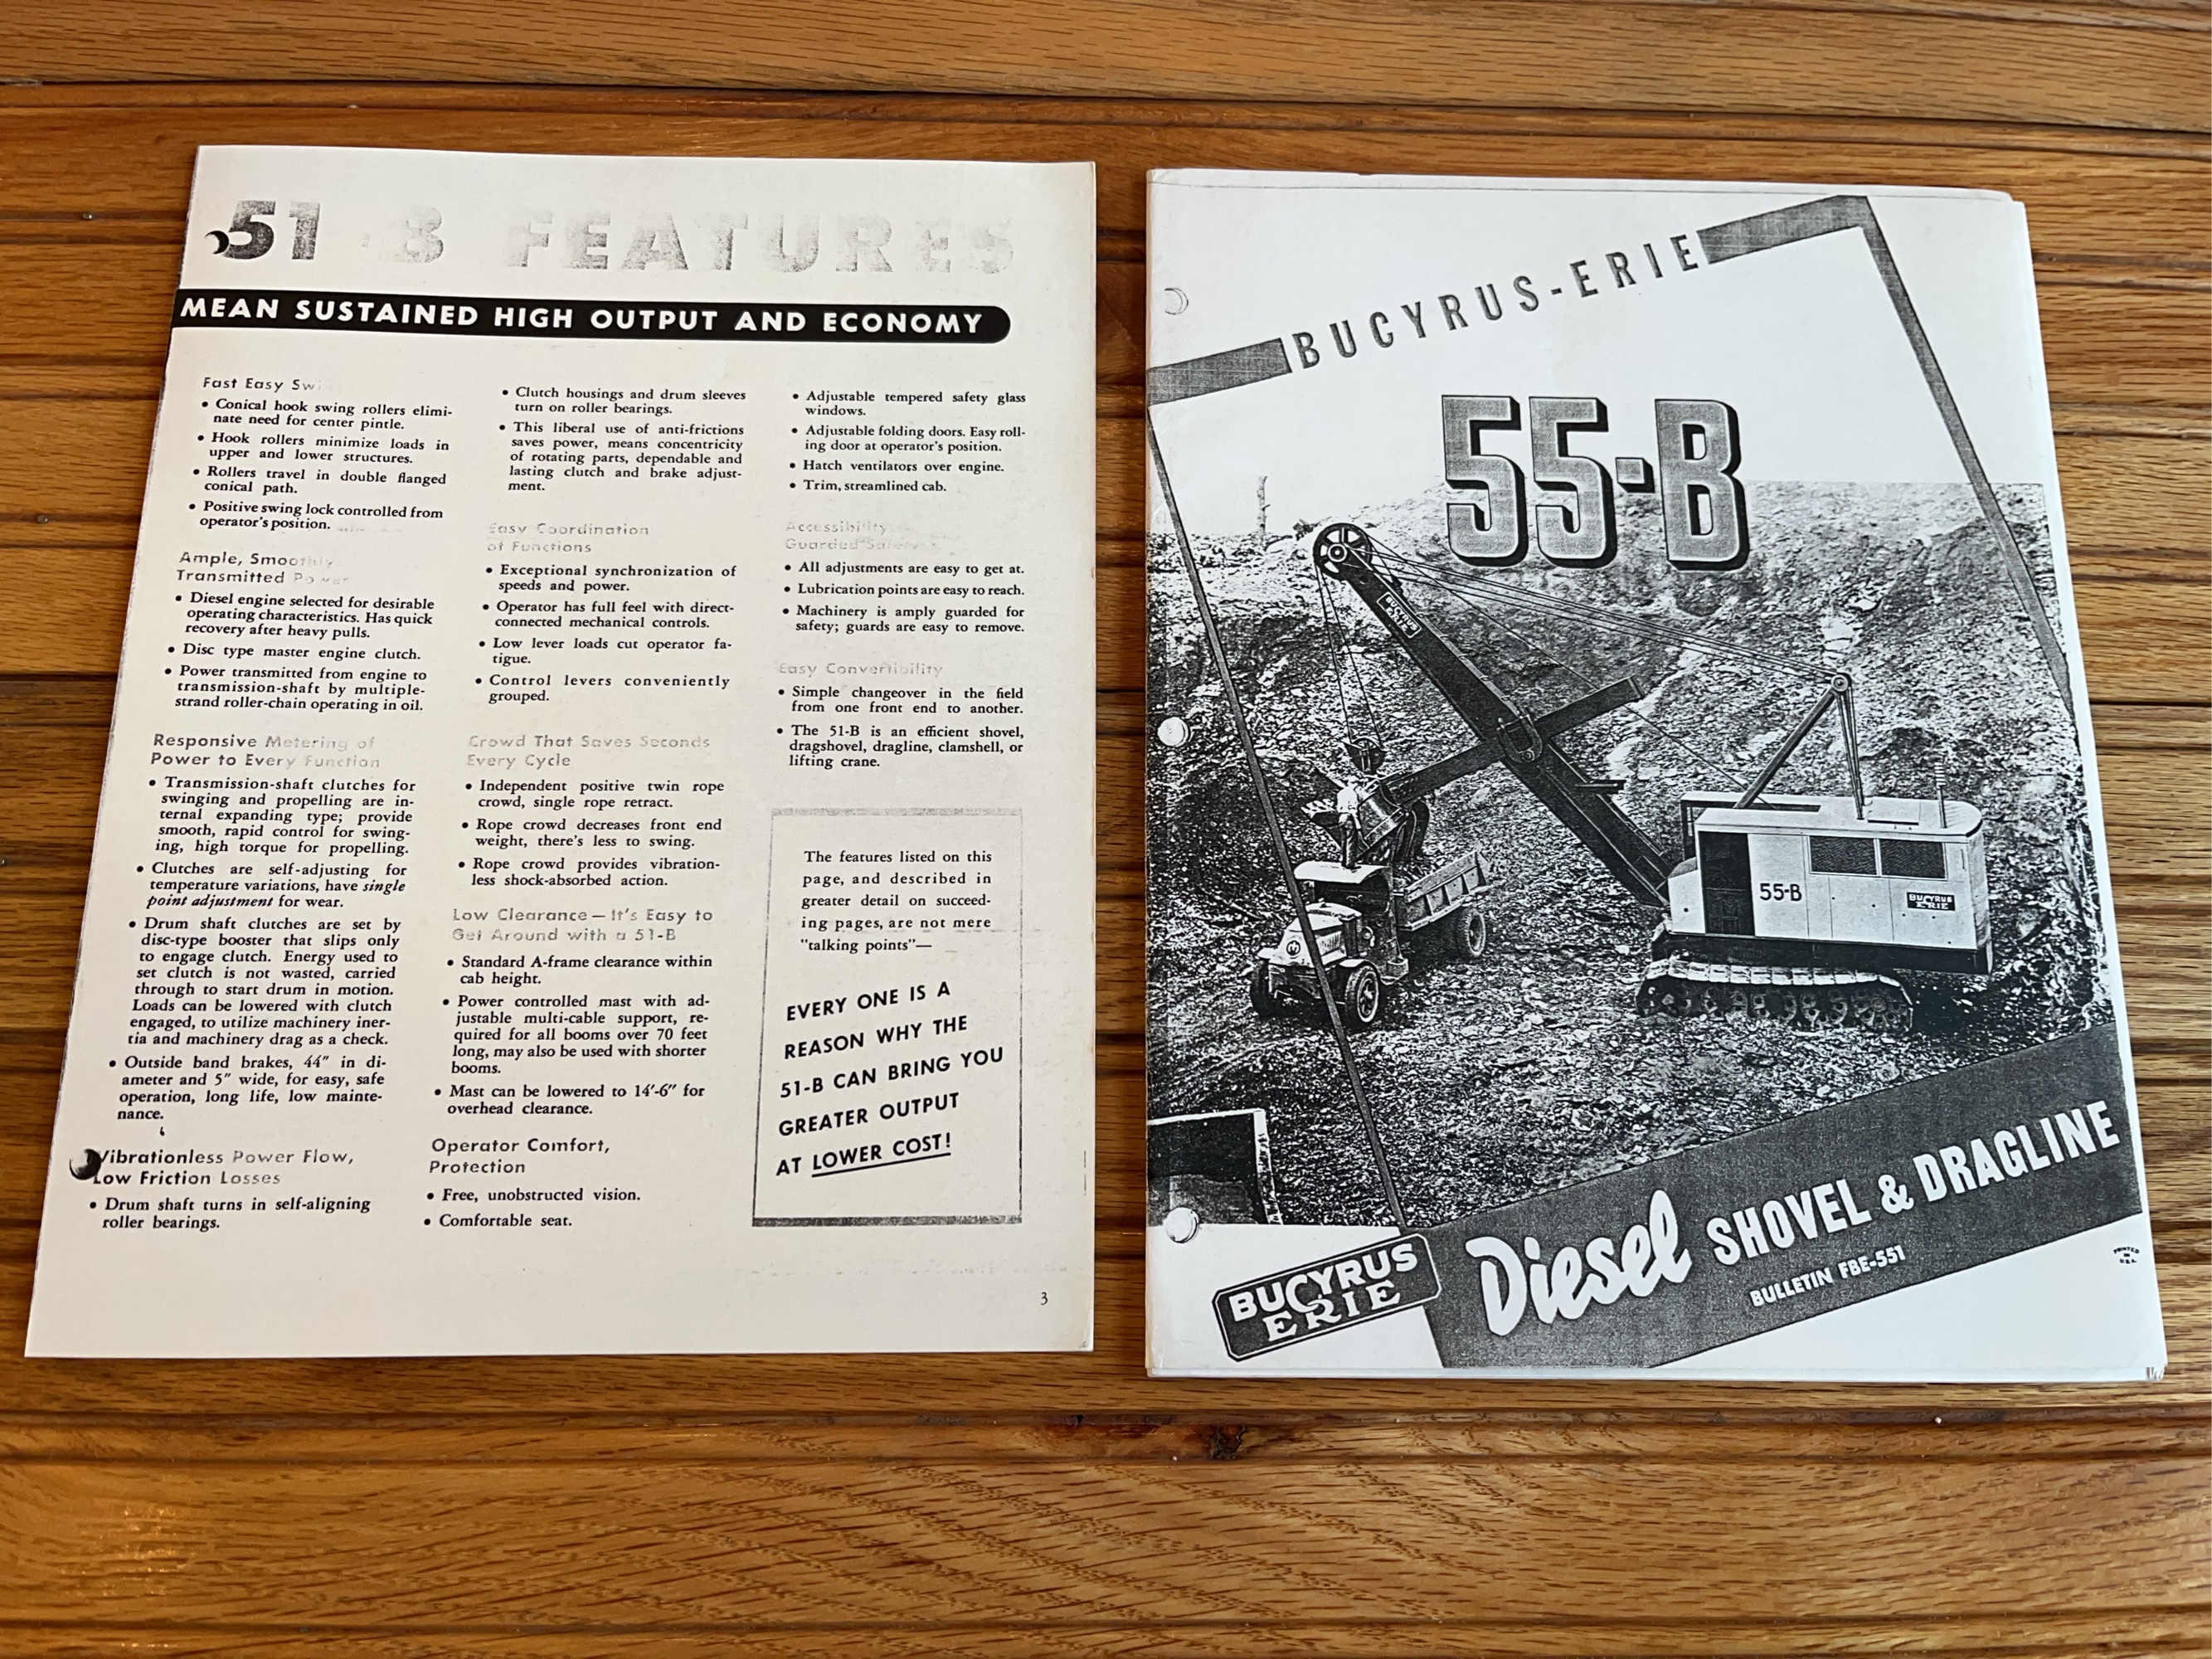 51-B FEATURES
MEAN SUSTAINED HIGH OUTPUT AND ECONOMY
Fast Easy
• Conical hook swing rollers elimi-
nate need for center pintle.
• Hook rollers minimize loads in
upper and lower structures.
• Rollers travel in double flanged
conical path.
• Positive swing lock controlled from
operator's position.
Ample, Smoothly
Transmitted Power
• Diesel engine selected for desirable
operating characteristics. Has quick
recovery after heavy pulls.
• Disc type master engine clutch.
• Power transmitted from engine to
transmission-shaft by multiple-
strand roller-chain operating in oil.
Responsive Metering of
Power to Every Function
• Transmission-shaft clutches for
swinging and propelling are in-
ternal expanding type; provide
smooth, rapid control for swing-
ing, high torque for propelling.
• Clutches are self-adjusting for
temperature variations, have single
point adjustment for wear.
• Drum shaft clutches are set by
disc-type booster that slips only
to engage clutch. Energy used to
set clutch is not wasted, carried
through to start drum in motion.
Loads can be lowered with clutch
engaged, to utilize machinery iner-
tia and machinery drag as a check.
• Outside band brakes, 44" in di-
ameter and 5" wide, for easy, safe
operation, long life, low mainte-
nance.
Vibrationless Power Flow,
Low Friction Losses
• Drum shaft turns in self-aligning
roller bearings.
• Clutch housings and drum sleeves
turn on roller bearings.
• This liberal use of anti-frictions
saves power, means concentricity
of rotating parts, dependable and
lasting clutch and brake adjust-
ment.
Easy Coordination
of Functions
• Exceptional synchronization of
speeds and power.
• Operator has full feel with direct-
connected mechanical controls.
• Low lever loads cut operator fa-
tigue.
• Control levers conveniently
grouped.
Crowd That Saves Seconds
Every Cycle
• Independent positive twin rope
crowd, single rope retract.
• Rope crowd decreases front end
weight, there's less to swing.
• Rope crowd provides vibration-
less shock-absorbed action.
Low Clearance — It's Easy to
Get Around with a 51-B
• Standard A-frame clearance within
cab height.
• Power controlled mast with ad-
justable multi-cable support, re-
quired for all booms over 70 feet
long, may also be used with shorter
booms.
• Mast can be lowered to 14'-6" for
overhead clearance.
Operator Comfort,
Protection
• Free, unobstructed vision.
• Comfortable seat.
• Adjustable tempered safety glass
windows.
• Adjustable folding doors. Easy roll-
ing door at operator's position.
• Hatch ventilators over engine.
• Trim, streamlined cab.
Accessibility
Guarded Safety
• All adjustments are easy to get at.
• Lubrication points are easy to reach.
• Machinery is amply guarded for
safety; guards are easy to remove.
Easy Convertibility
• Simple changeover in the field
from one front end to another.
• The 51-B is an efficient shovel,
dragshovel, dragline, clamshell, or
lifting crane.
The features listed on this
page, and described in
greater detail on succeed-
ing pages, are not mere
"talking points"—
EVERY ONE IS A
REASON WHY THE
51-B CAN BRING YOU
GREATER OUTPUT
AT LOWER COST!
3
BUCYRUS-ERIE
55-B
55-B
BUCYRUS
ERIE
Diesel SHOVEL & DRAGLINE
BULLETIN FBE-551
BUCYRUS
ERIE
PRINTED
IN
U.S.A.